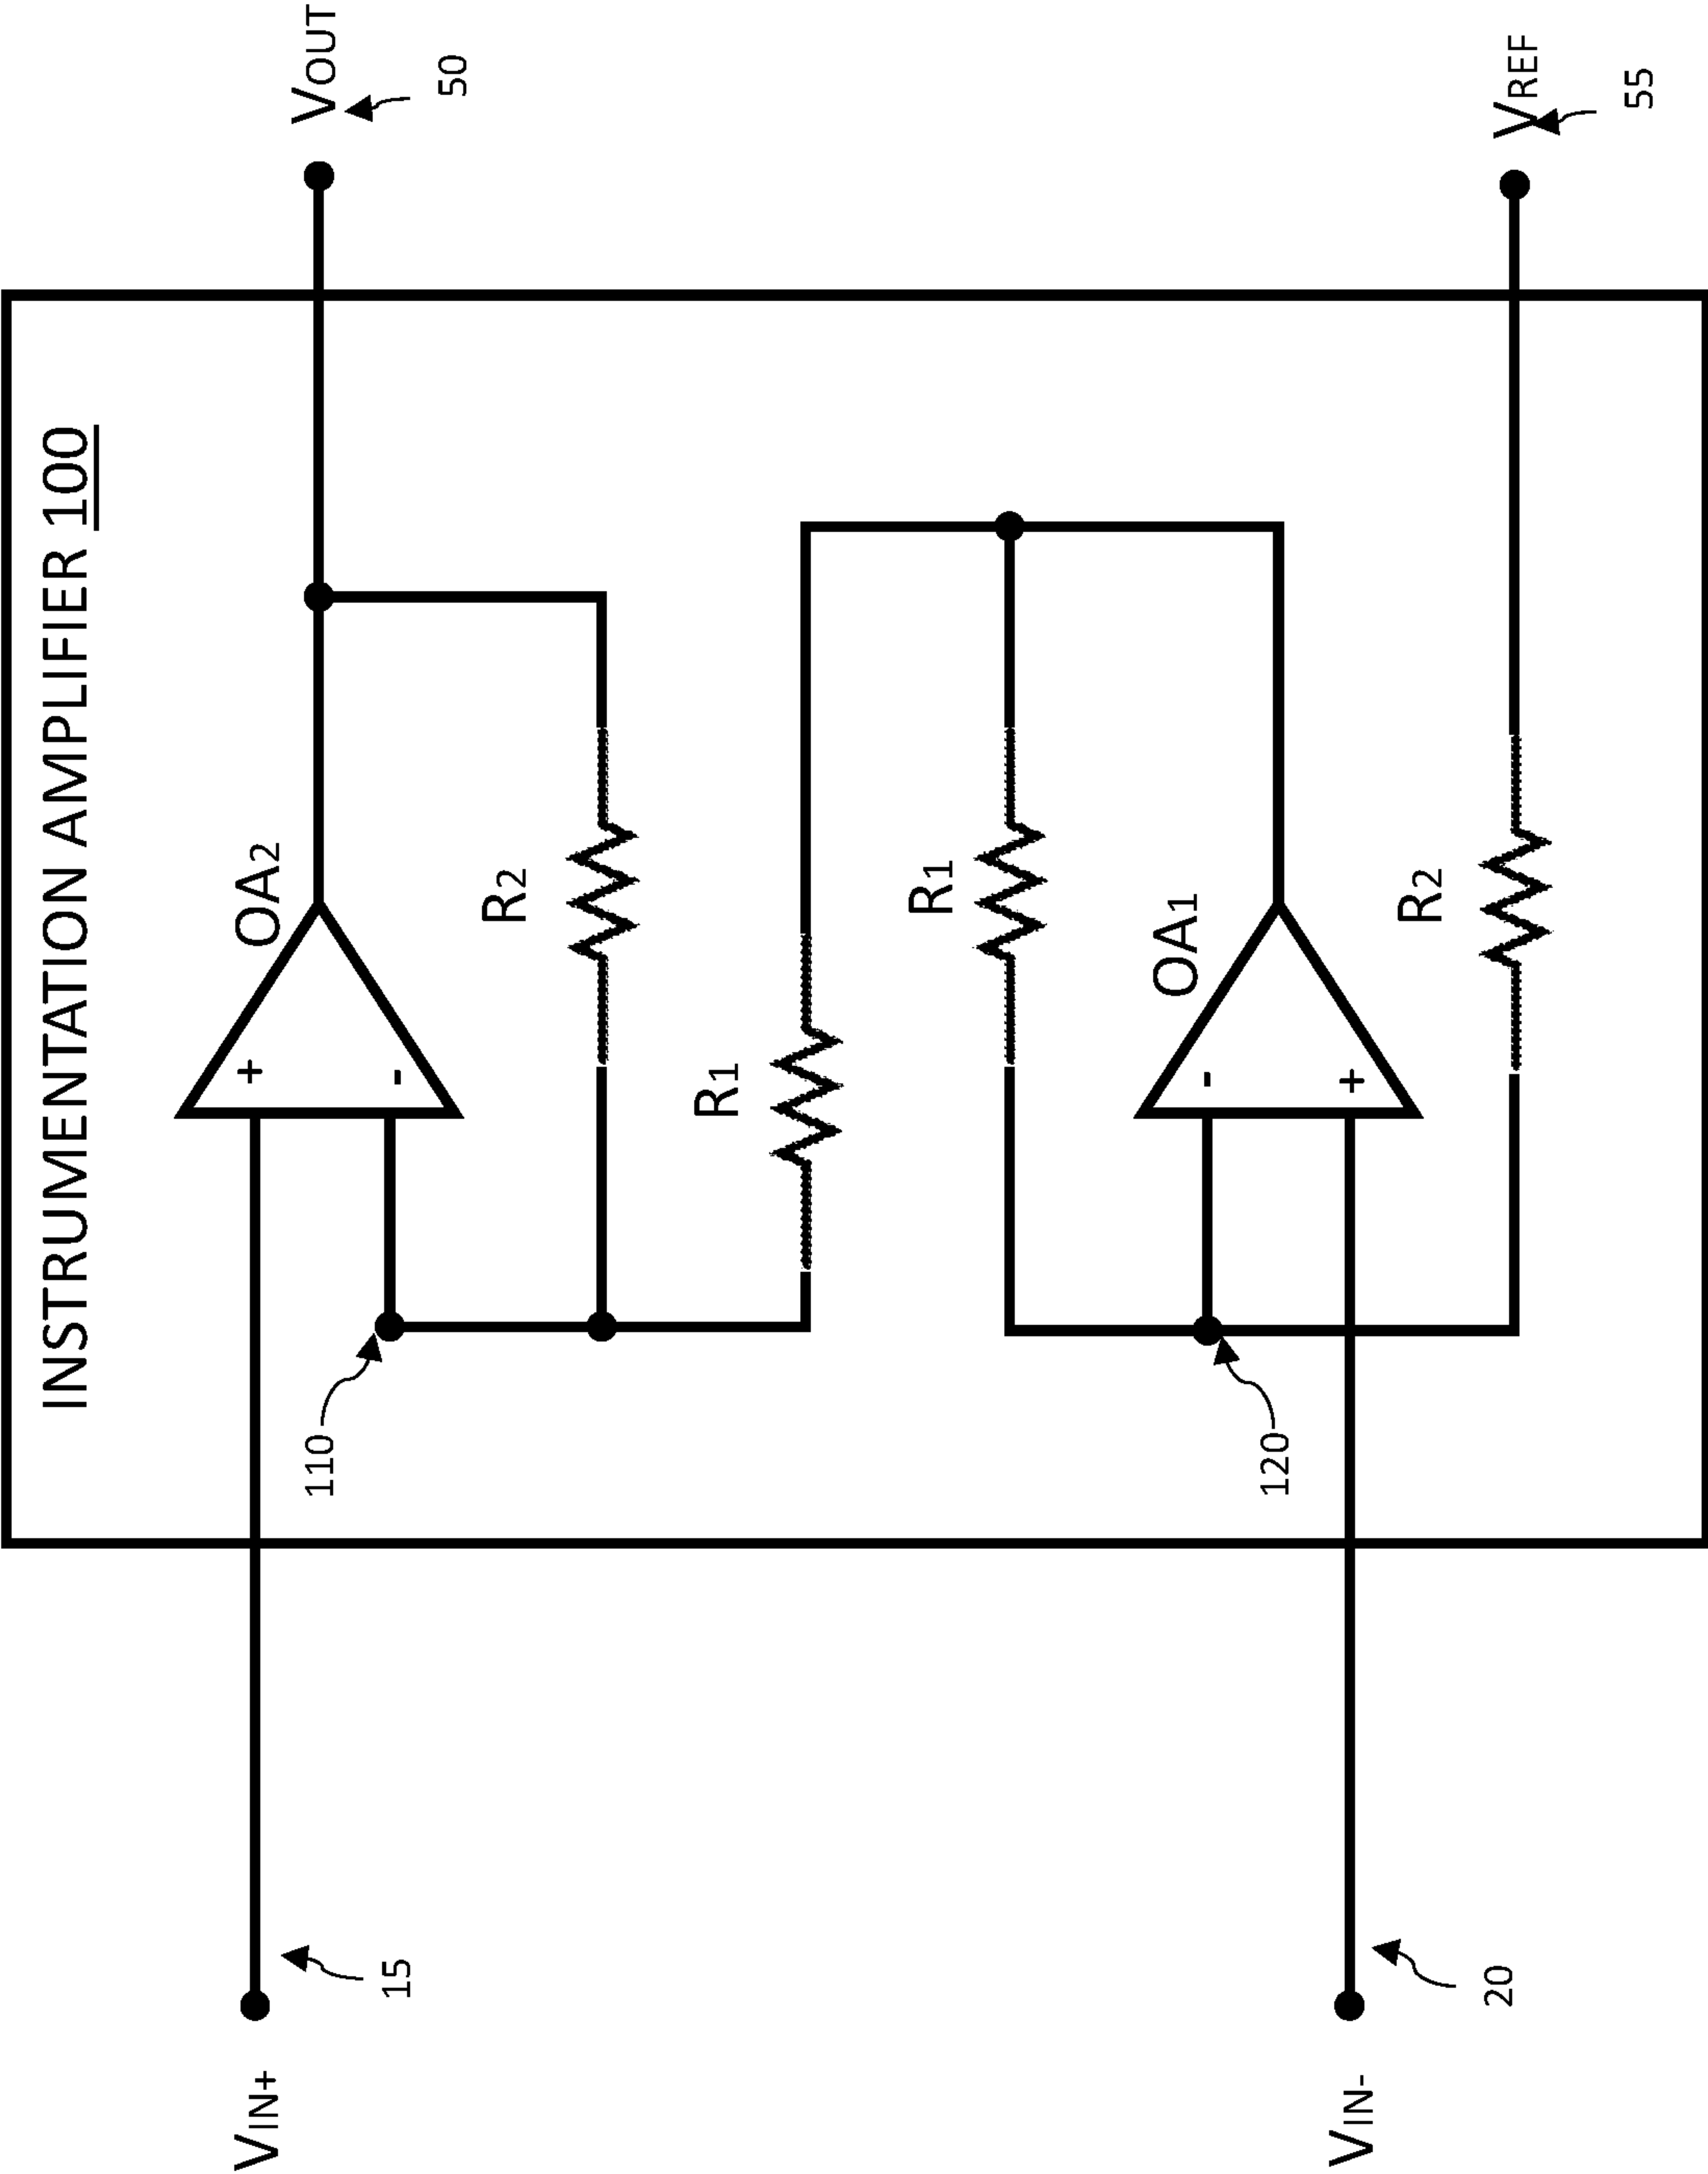 INSTRUMENTATION AMPLIFIER 100
VIN+
15
110
+
-
OA2
VOUT
50
R2
R1
R1
OA1
-
+
120
VIN-
20
R2
VREF
55